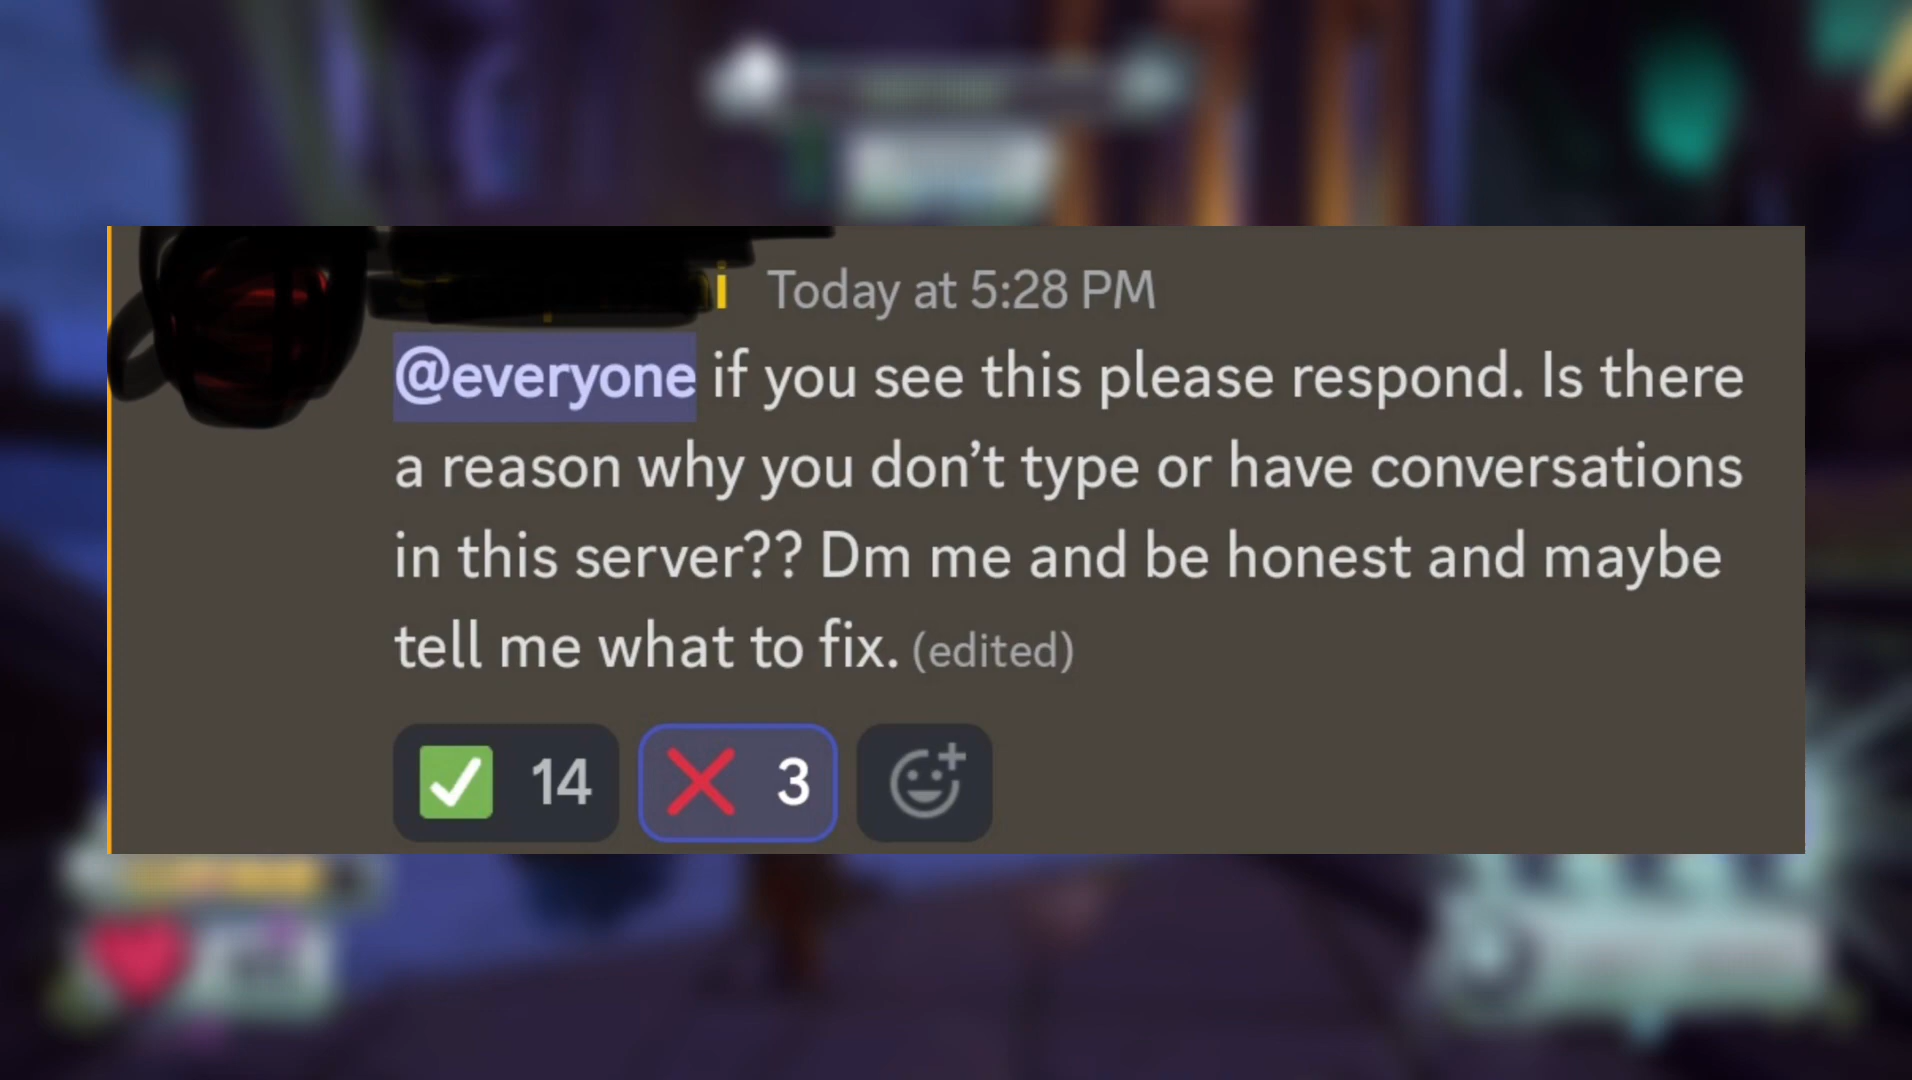 Today at 5:28 PM
@everyone if you see this please respond. Is there
a reason why you don't type or have conversations
in this server?? Dm me and be honest and maybe
tell me what to fix. (edited)
14 3